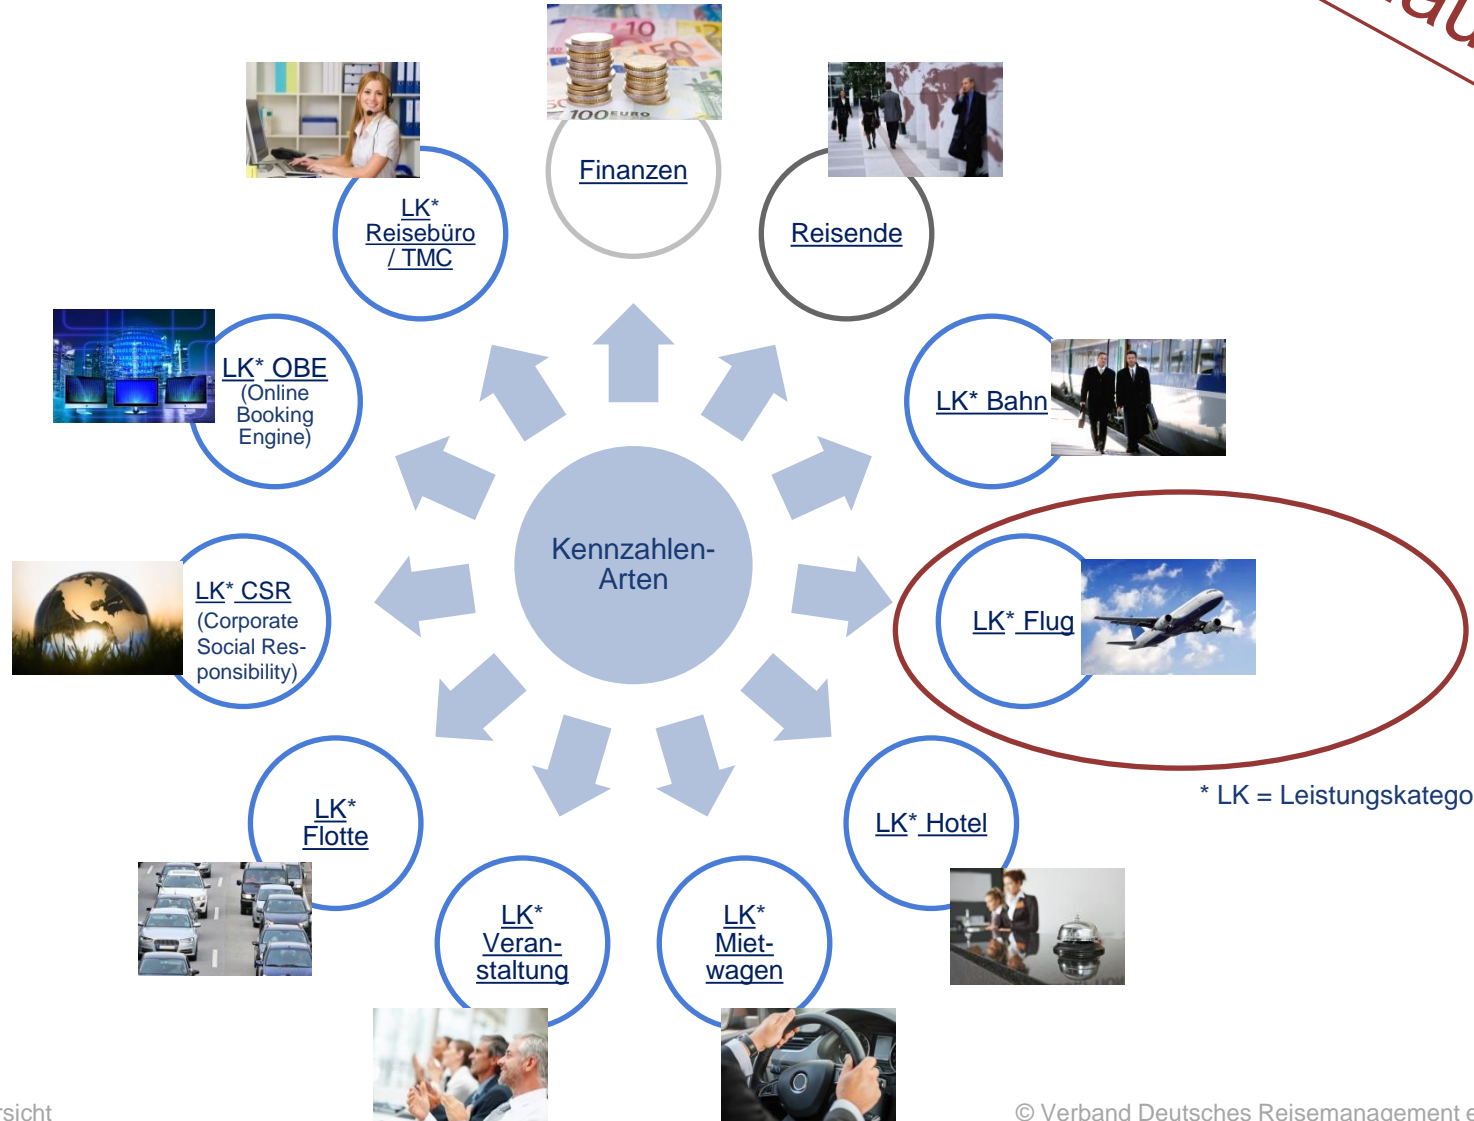 Finanzen
Reisende
LK* Bahn
LK* Flug
* LK = Leistungskatego
LK* Hotel
LK*
Miet-
wagen
LK*
Veran-
staltung
LK*
Flotte
LK* CSR
(Corporate
Social Res-
ponsibility)
LK* OBE
(Online
Booking
Engine)
LK*
Reisebüro
/ TMC
Kennzahlen-
Arten
rsicht
© Verband Deutsches Reisemanagement e